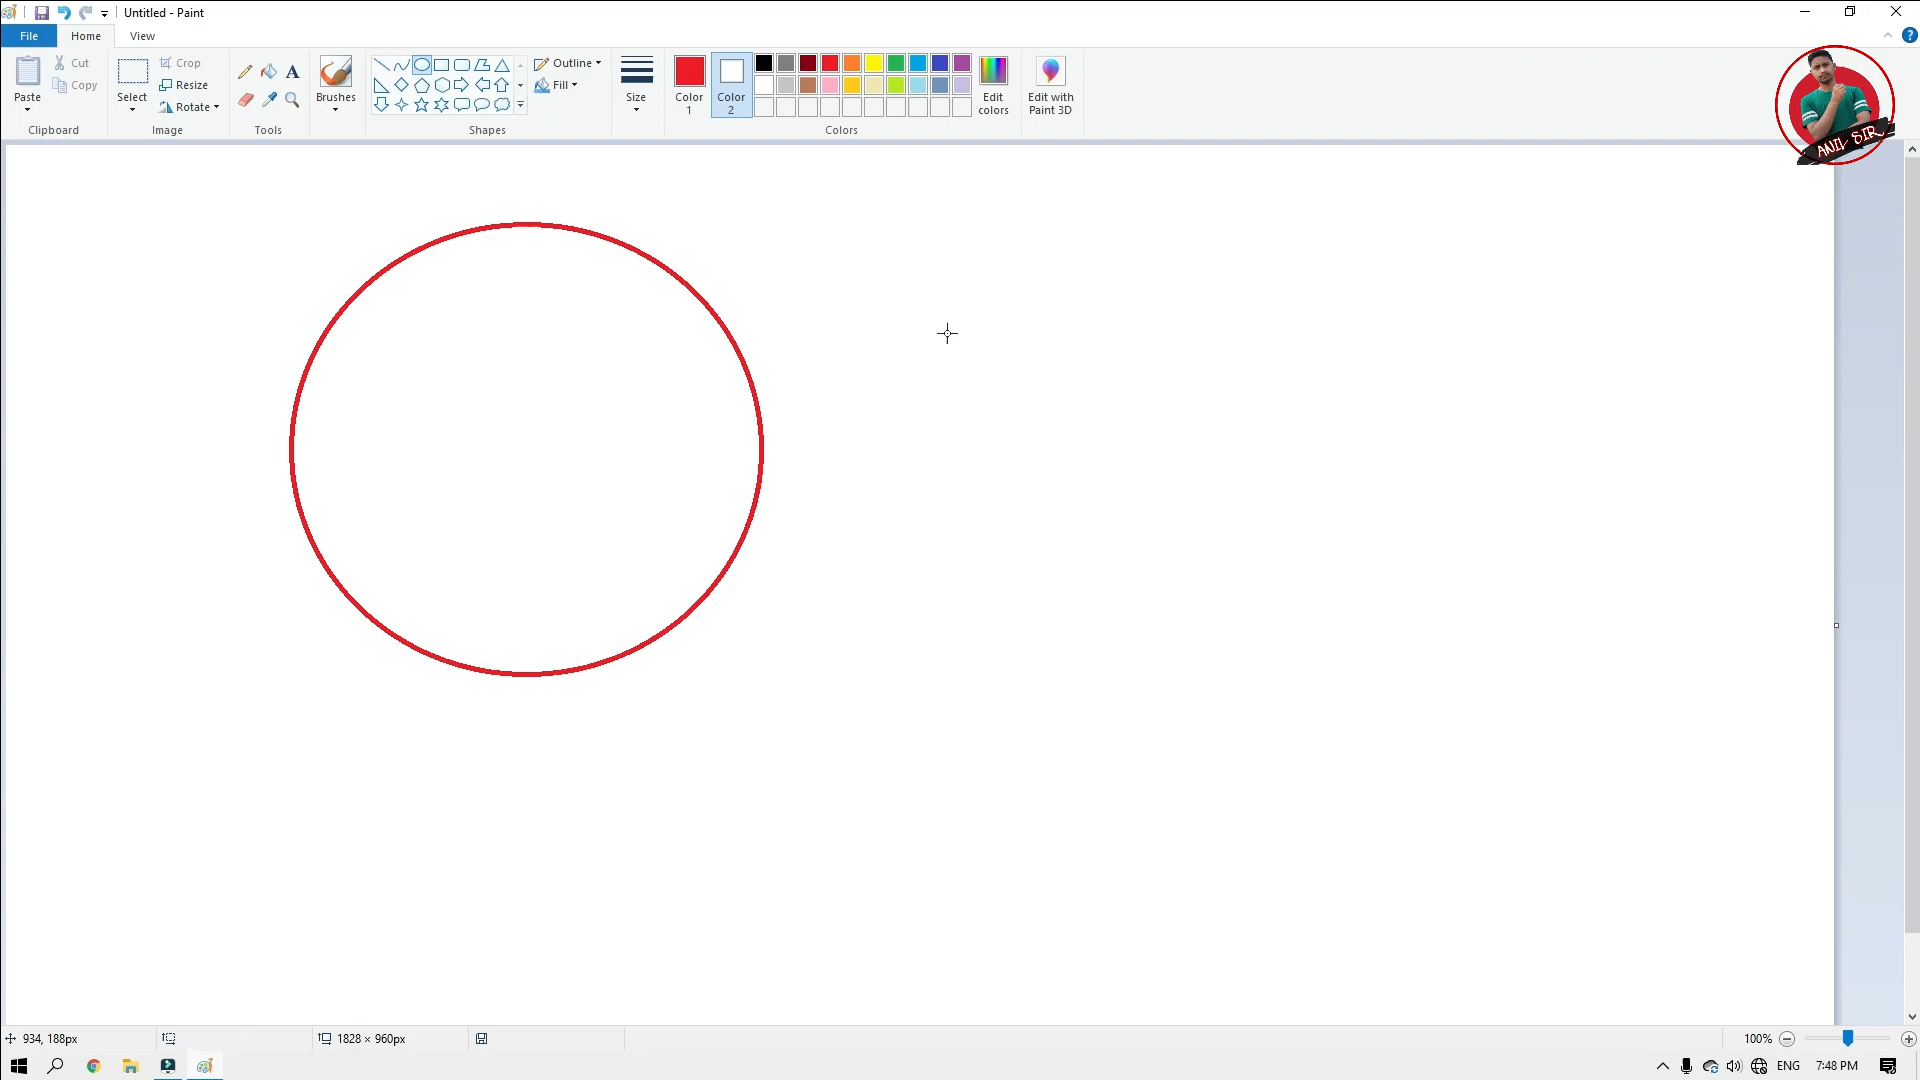 Untitled - Paint
File Home View
Paste
Cut
Copy
Clipboard
Select
Crop
Resize
Rotate
Image
A
Tools
Brushes
Shapes
Outline
Fill
Size
Color 1
Color 2
Colors
Edit colors
Edit with Paint 3D
ANIL SIR
934, 188px
1828 × 960px
100%
ENG
7:48 PM